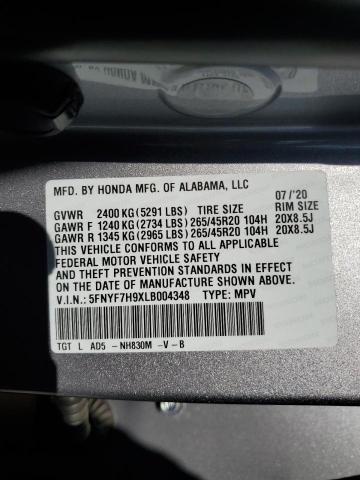 MFD. BY HONDA MFG. OF ALABAMA, LLC 07/'20
GVWR 2400 KG (5291 LBS) TIRE SIZE RIM SIZE
GAWR F 1240 KG (2734 LBS) 265/45R20 104H 20X8.5J
GAWR R 1345 KG (2965 LBS) 265/45R20 104H 20X8.5J
THIS VEHICLE CONFORMS TO ALL APPLICABLE
FEDERAL MOTOR VEHICLE SAFETY
AND THEFT PREVENTION STANDARDS IN EFFECT
ON THE DATE OF MANUFACTURE SHOWN ABOVE.
V.I.N.: 5FNYF7H9XLB004348 TYPE: MPV
TGT L AD5 -NH830M -V-B